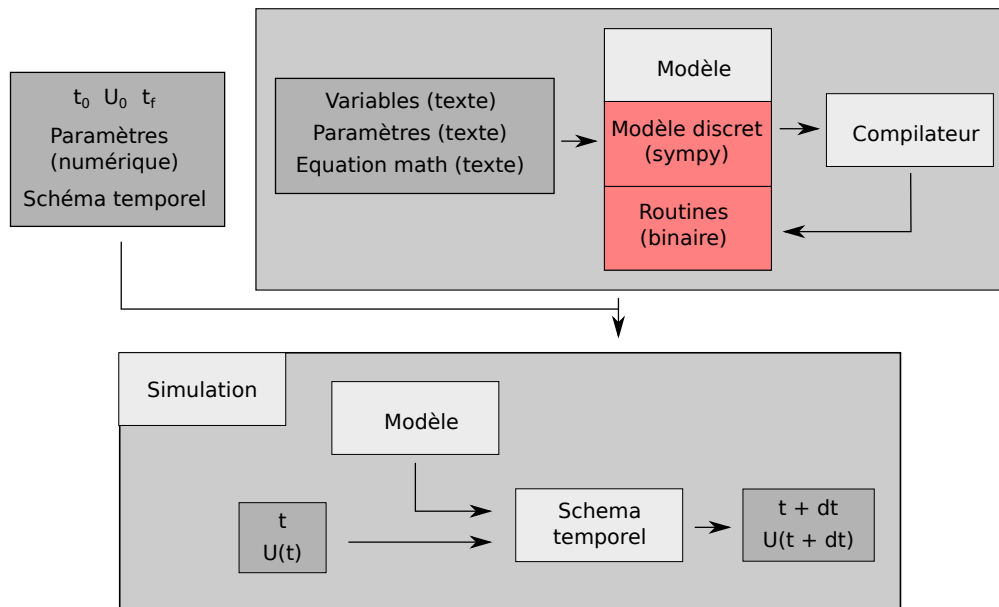 t₀ U₀ t_f
Paramètres
(numérique)
Schéma temporel
Variables (texte)
Paramètres (texte)
Equation math (texte)
Modèle
Modèle discret
(sympy)
Routines
(binaire)
Compilateur
Simulation
Modèle
t
U(t)
Schema
temporel
t + dt
U(t + dt)